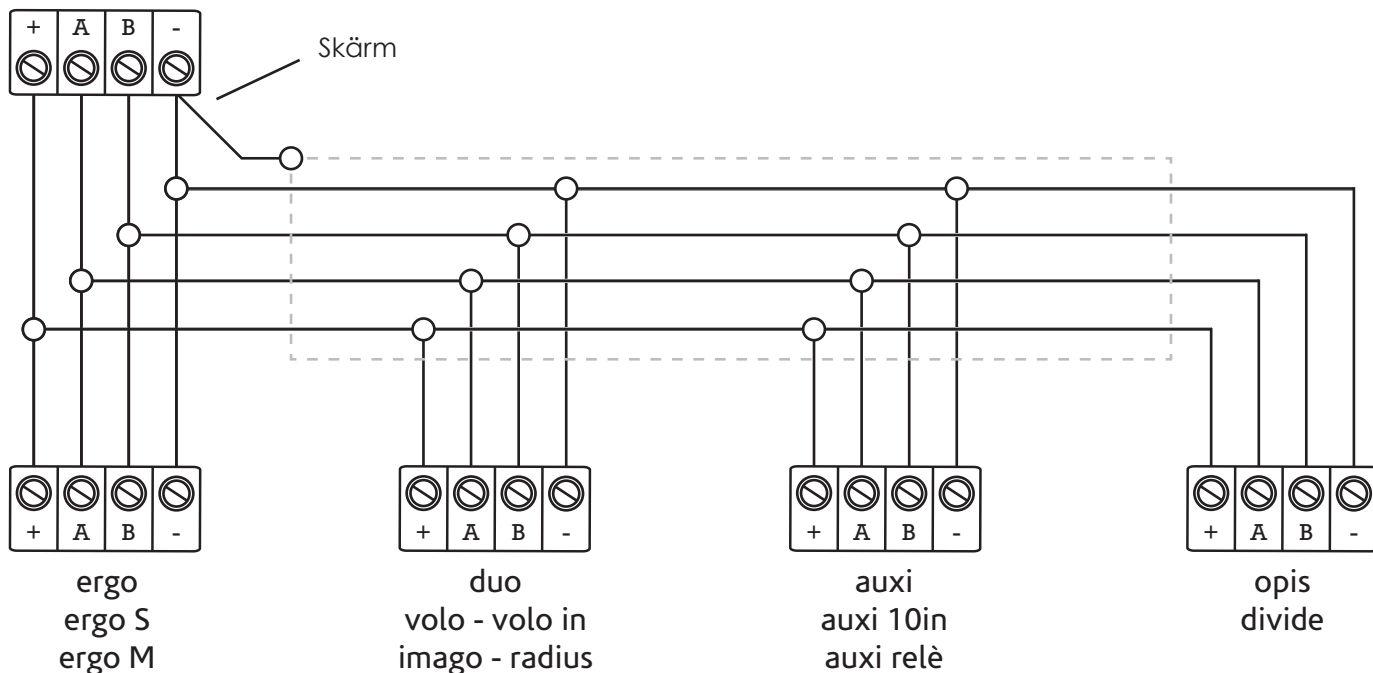 + A B -
Skärm
+ A B -
+ A B -
+ A B -
+ A B -
ergo
ergo S
ergo M
duo
volo - volo in
imago - radius
auxi
auxi 10in
auxi relè
opis
divide